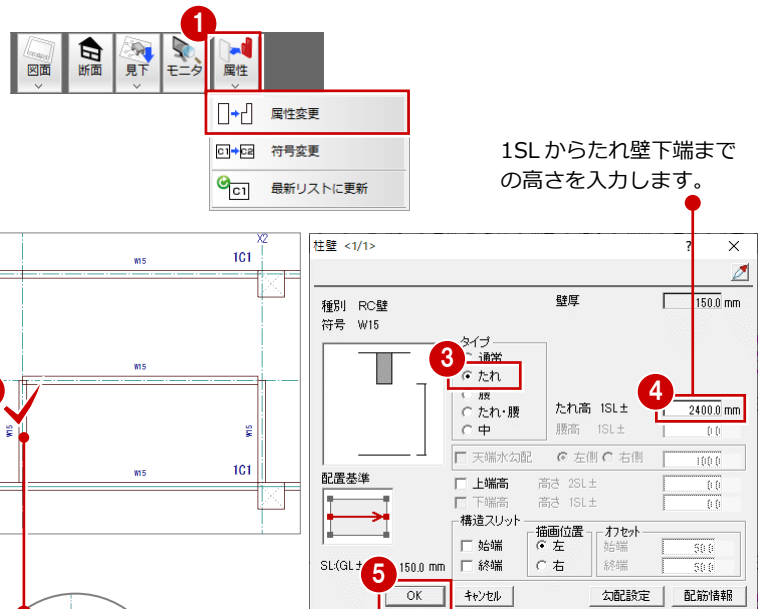 1
図面 断面 見下 モニタ 属性
属性変更
C1 C2 符号変更
C1 最新リストに更新
1SLからたれ壁下端まで
の高さを入力します。
X2
W15 1C1
W15
W15 W15
W15 1C1
柱壁 <1/1> ? ×
種別 RC壁 壁厚 150.0 mm
符号 W15
タイプ
3 通常
たれ
腰
たれ・腰 たれ高 1SL± 4 2400.0 mm
中 腰高 1SL± 0.0
天端水勾配 左側 右側 100.0
配置基準 上端高 高さ 2SL± 0.0
下端高 高さ 1SL± 0.0
構造スリット 描画位置 オフセット
始端 左 始端 50.0
SL:(GL± 150.0 mm 終端 右 終端 50.0
5 OK キャンセル 勾配設定 配筋情報